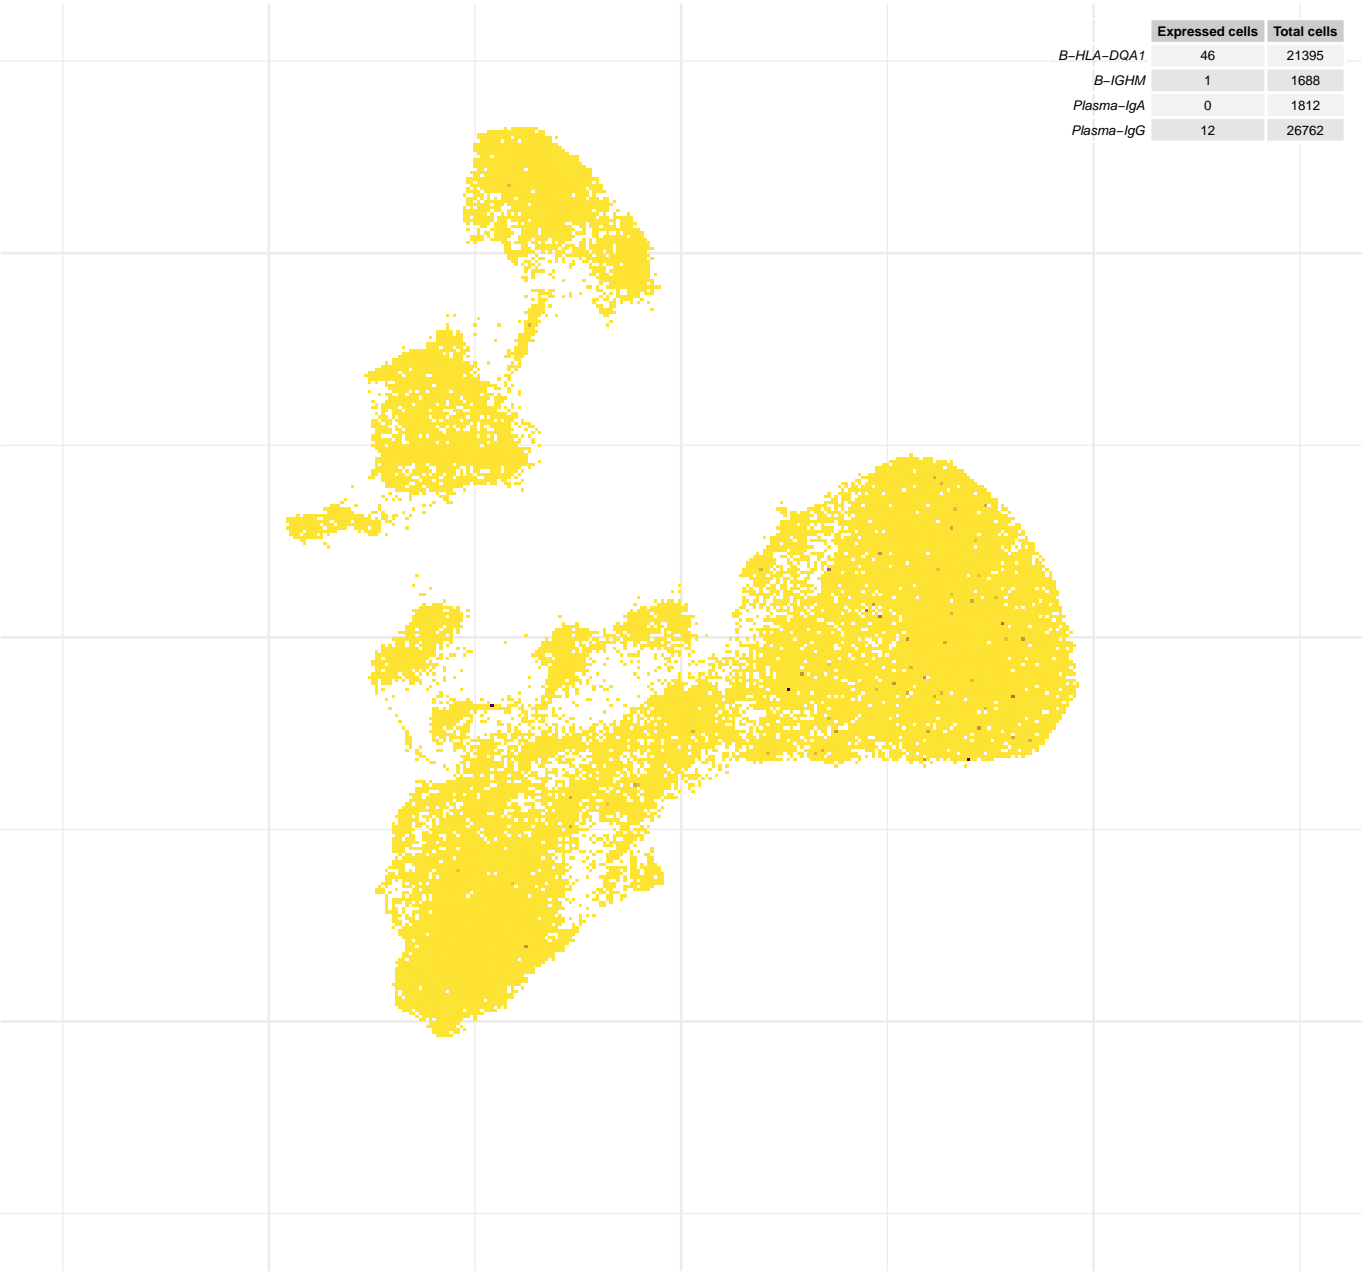 Expressed cells Total cells
B−HLA−DQA1 46 21395
B−IGHM 1 1688
Plasma−IgA 0 1812
Plasma−IgG 12 26762